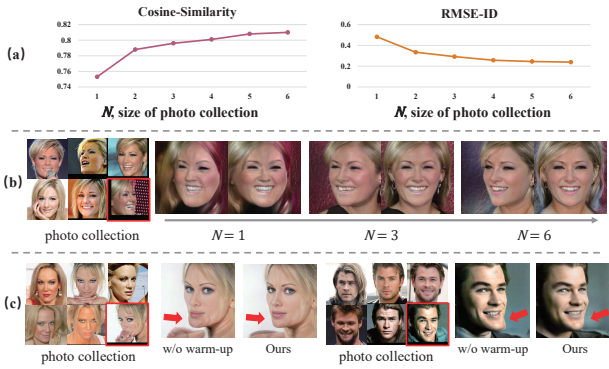 Cosine-Similarity
RMSE-ID
(a)
0.82
0.8
0.78
0.76
0.74
1 2 3 4 5 6
N, size of photo collection
0.6
0.4
0.2
0
1 2 3 4 5 6
N, size of photo collection
(b)
photo collection
N = 1
N = 3
N = 6
(c)
photo collection
w/o warm-up
Ours
photo collection
w/o warm-up
Ours